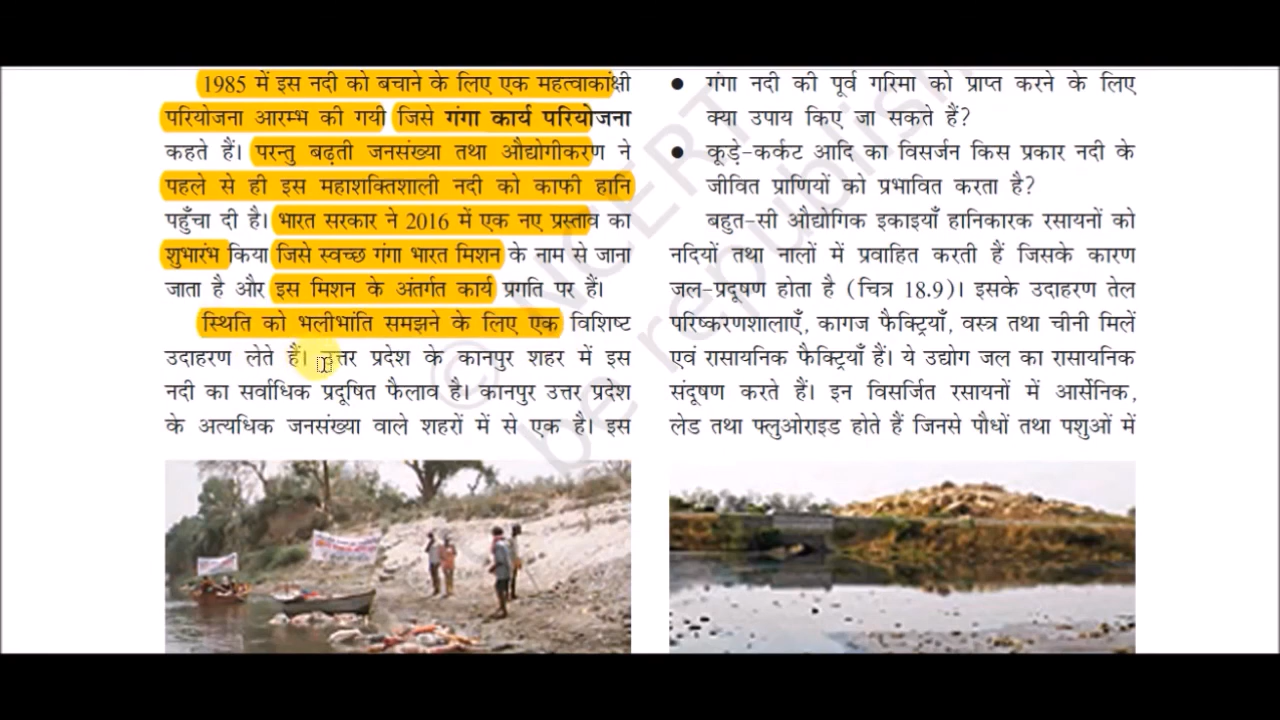 1985 में इस नदी को बचाने के लिए एक महत्वाकांक्षी
परियोजना आरम्भ की गयी जिसे गंगा कार्य परियोजना
कहते हैं। परन्तु बढ़ती जनसंख्या तथा औद्योगीकरण ने
पहले से ही इस महाशक्तिशाली नदी को काफी हानि
पहुँचा दी है। भारत सरकार ने 2016 में एक नए प्रस्ताव का
शुभारंभ किया जिसे स्वच्छ गंगा भारत मिशन के नाम से जाना
जाता है और इस मिशन के अंतर्गत कार्य प्रगति पर हैं।
स्थिति को भलीभांति समझने के लिए एक विशिष्ट
उदाहरण लेते हैं। उत्तर प्रदेश के कानपुर शहर में इस
नदी का सर्वाधिक प्रदूषित फैलाव है। कानपुर उत्तर प्रदेश
के अत्यधिक जनसंख्या वाले शहरों में से एक है। इस
● गंगा नदी की पूर्व गरिमा को प्राप्त करने के लिए
क्या उपाय किए जा सकते हैं?
● कूड़े-कर्कट आदि का विसर्जन किस प्रकार नदी के
जीवित प्राणियों को प्रभावित करता है?
बहुत-सी औद्योगिक इकाइयाँ हानिकारक रसायनों को
नदियों तथा नालों में प्रवाहित करती हैं जिसके कारण
जल-प्रदूषण होता है (चित्र 18.9)। इसके उदाहरण तेल
परिष्करणशालाएँ, कागज फैक्ट्रियाँ, वस्त्र तथा चीनी मिलें
एवं रासायनिक फैक्ट्रियाँ हैं। ये उद्योग जल का रासायनिक
संदूषण करते हैं। इन विसर्जित रसायनों में आर्सेनिक,
लेड तथा फ्लुओराइड होते हैं जिनसे पौधों तथा पशुओं में
© NCERT
be republish